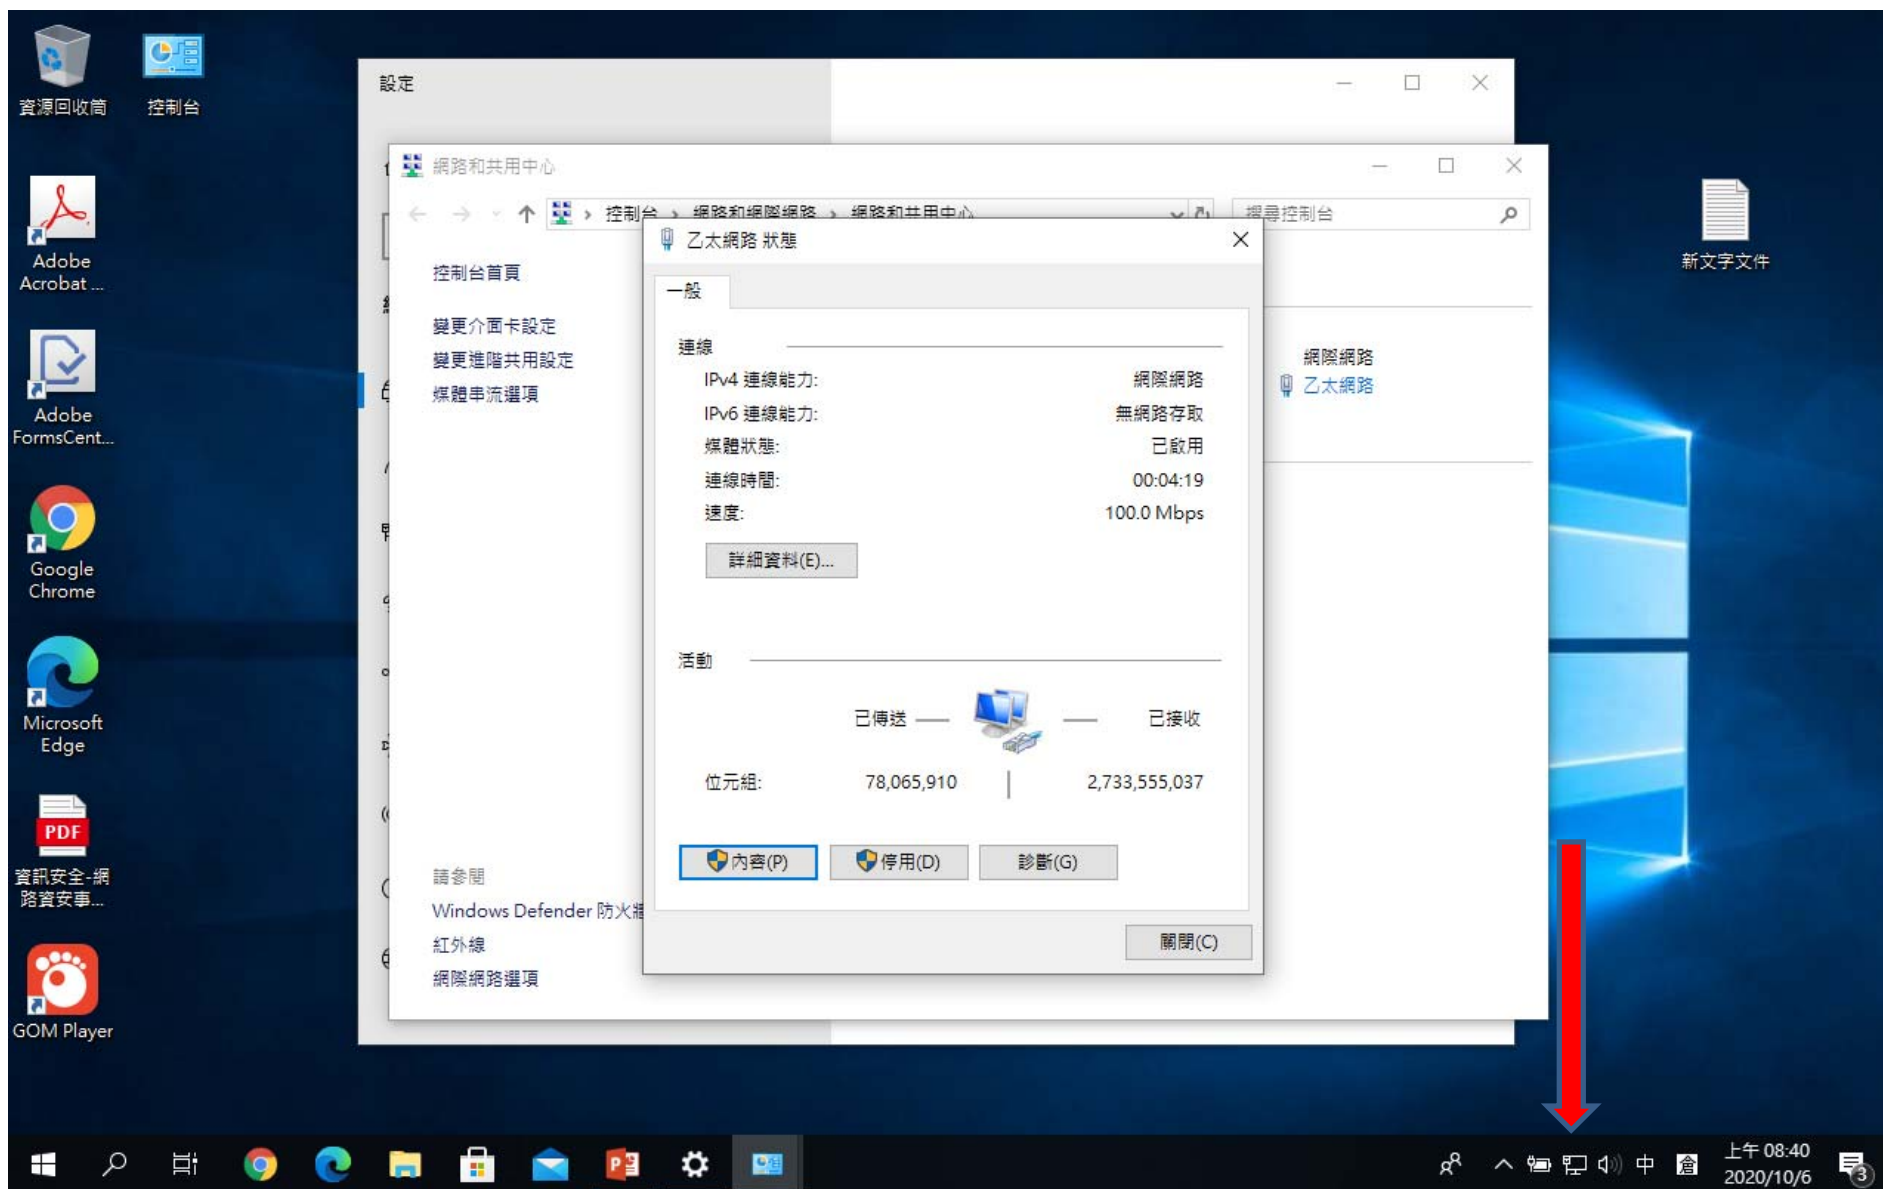 資源回收筒
控制台
Adobe
Acrobat ...
Adobe
FormsCent...
Google
Chrome
Microsoft
Edge
PDF
資訊安全-網
路資安事...
GOM Player
設定
網路和共用中心
控制台 › 網路和網際網路 › 網路和共用中心
搜尋控制台
控制台首頁
變更介面卡設定
變更進階共用設定
媒體串流選項
請參閱
Windows Defender 防火牆
紅外線
網際網路選項
網際網路
乙太網路
乙太網路 狀態
一般
連線
IPv4 連線能力: 網際網路
IPv6 連線能力: 無網路存取
媒體狀態: 已啟用
連線時間: 00:04:19
速度: 100.0 Mbps
詳細資料(E)...
活動
已傳送 已接收
位元組: 78,065,910 2,733,555,037
內容(P) 停用(D) 診斷(G)
關閉(C)
新文字文件
中
倉
上午 08:40
2020/10/6
3